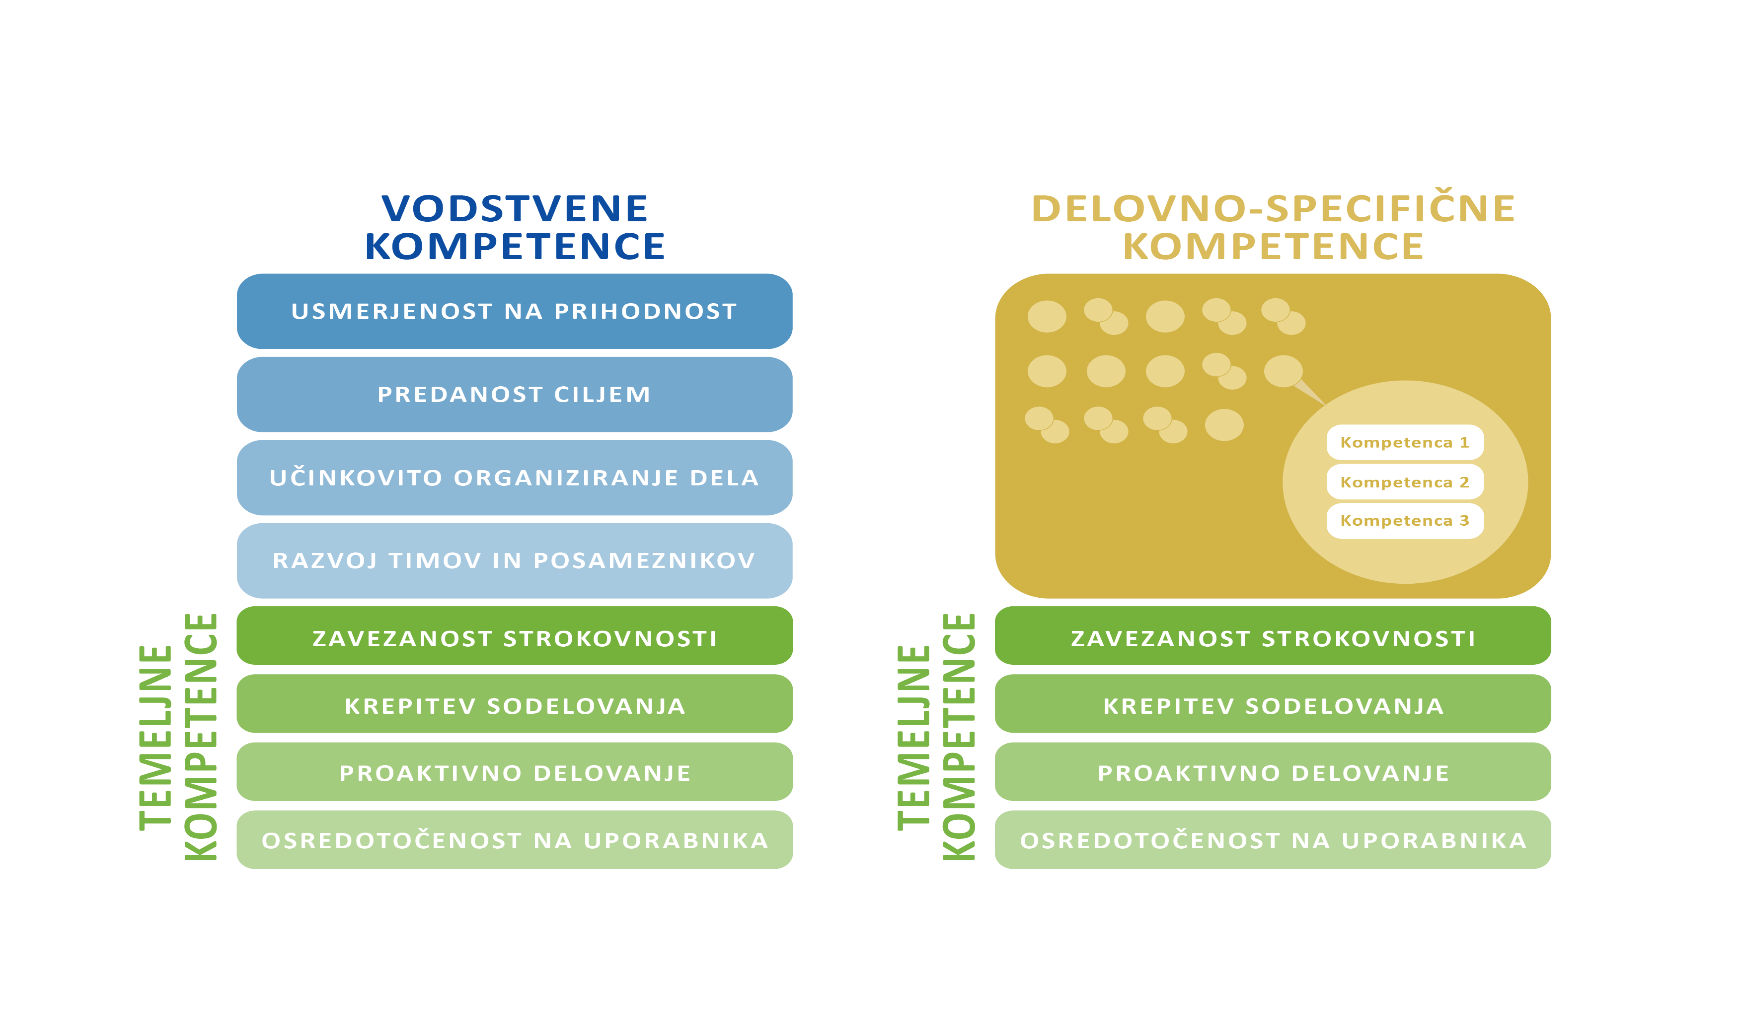 VODSTVENE
KOMPETENCE
USMERJENOST NA PRIHODNOST
PREDANOST CILJEM
UČINKOVITO ORGANIZIRANJE DELA
RAZVOJ TIMOV IN POSAMEZNIKOV
TEMELJNE
KOMPETENCE
ZAVEZANOST STROKOVNOSTI
KREPITEV SODELOVANJA
PROAKTIVNO DELOVANJE
OSREDOTOČENOST NA UPORABNIKA
DELOVNO-SPECIFIČNE
KOMPETENCE
Kompetenca 1
Kompetenca 2
Kompetenca 3
TEMELJNE
KOMPETENCE
ZAVEZANOST STROKOVNOSTI
KREPITEV SODELOVANJA
PROAKTIVNO DELOVANJE
OSREDOTOČENOST NA UPORABNIKA